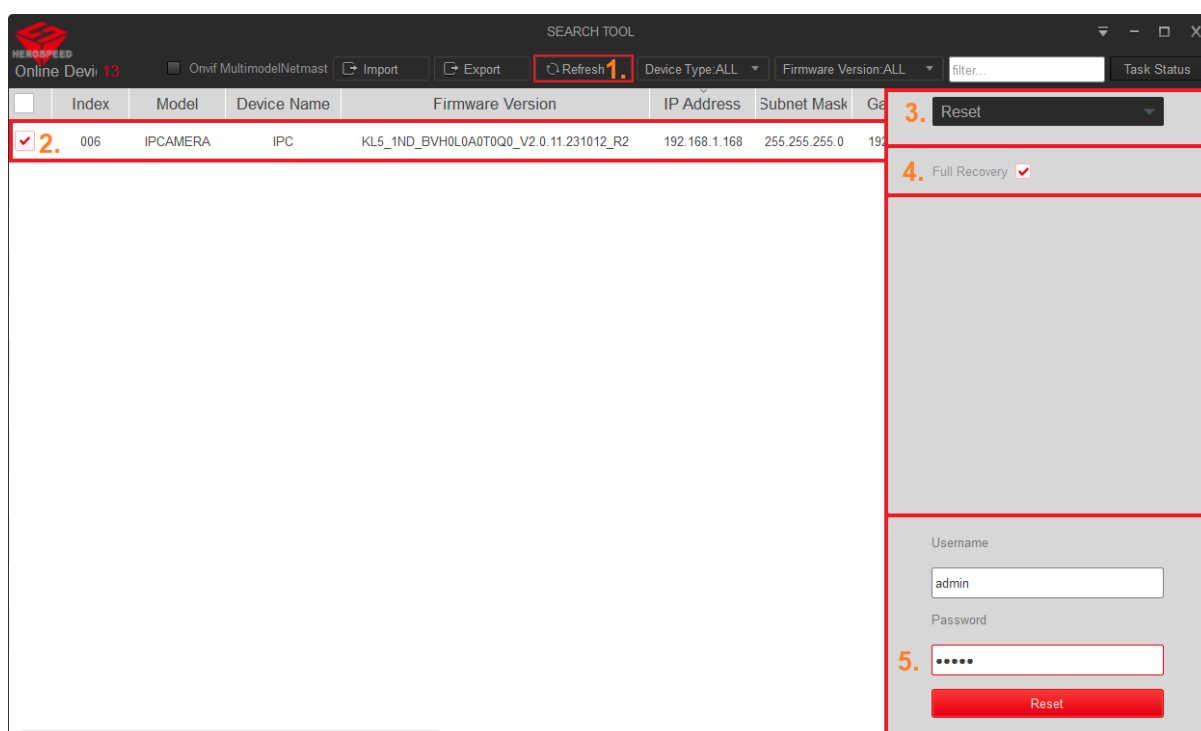 SEARCH TOOL
HEROSPEED
Online Devi 13
Onvif MultimodelNetmast
Import
Export
Refresh 1.
Device Type:ALL
Firmware Version:ALL
filter...
Task Status
Index Model Device Name Firmware Version IP Address Subnet Mask Ga
3. Reset
2. 006 IPCAMERA IPC KL5_1ND_BVH0L0A0T0Q0_V2.0.11.231012_R2 192.168.1.168 255.255.255.0 192
4. Full Recovery
Username
admin
Password
5. •••••
Reset